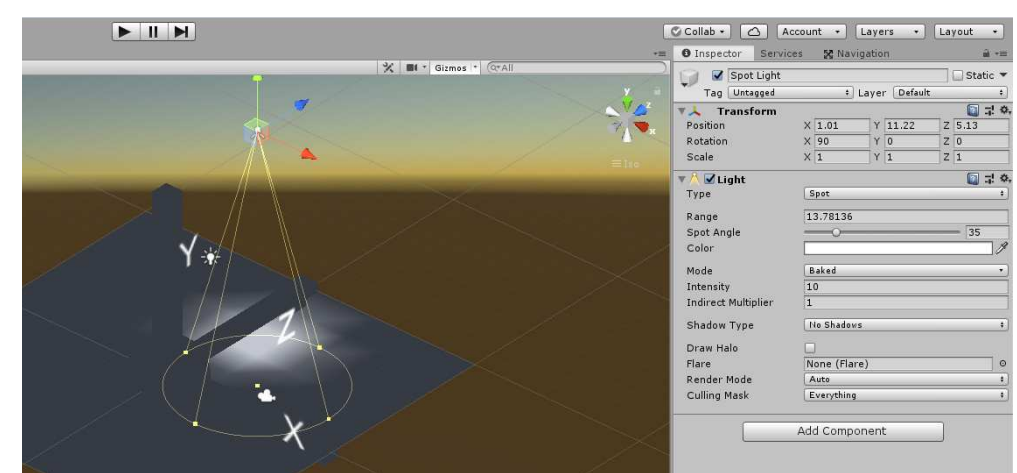 Collab Account Layers Layout
Inspector Services Navigation
Gizmos All
Spot Light Static
Tag Untagged Layer Default
Transform
Position X 1.01 Y 11.22 Z 5.13
Rotation X 90 Y 0 Z 0
Scale X 1 Y 1 Z 1
Light
Type Spot
Range 13.78136
Spot Angle 35
Color
Mode Baked
Intensity 10
Indirect Multiplier 1
Shadow Type No Shadows
Draw Halo
Flare None (Flare)
Render Mode Auto
Culling Mask Everything
Add Component
y
z
x
Iso
Y
Z
X